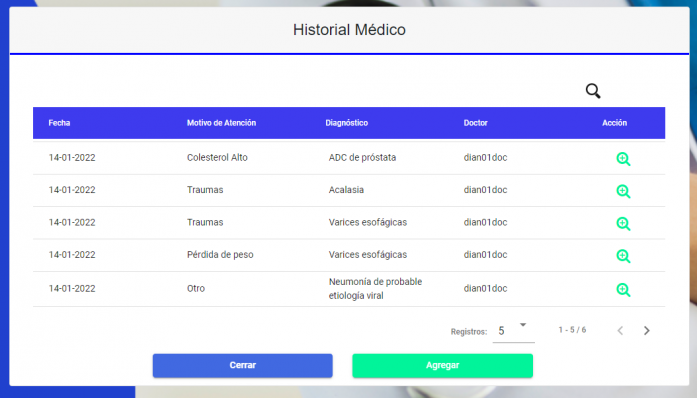 Historial Médico
Fecha Motivo de Atención Diagnóstico Doctor Acción
14-01-2022 Colesterol Alto ADC de próstata dian01doc
14-01-2022 Traumas Acalasia dian01doc
14-01-2022 Traumas Varices esofágicas dian01doc
14-01-2022 Pérdida de peso Varices esofágicas dian01doc
14-01-2022 Otro Neumonía de probable etiología viral dian01doc
Registros: 5 1 - 5 / 6
Cerrar Agregar